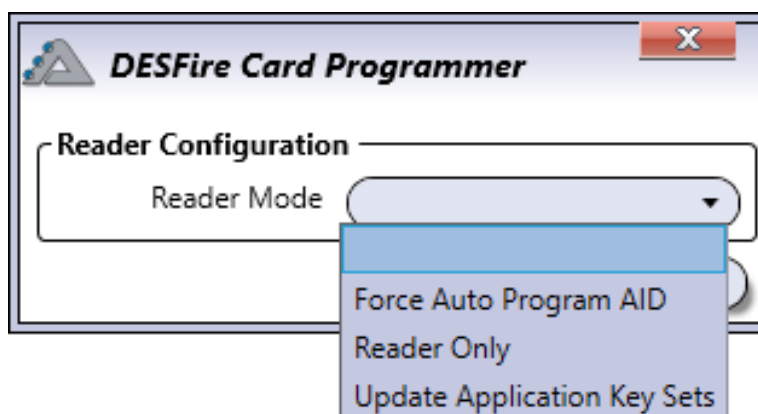 DESFire Card Programmer
X
Reader Configuration
Reader Mode
Force Auto Program AID
Reader Only
Update Application Key Sets